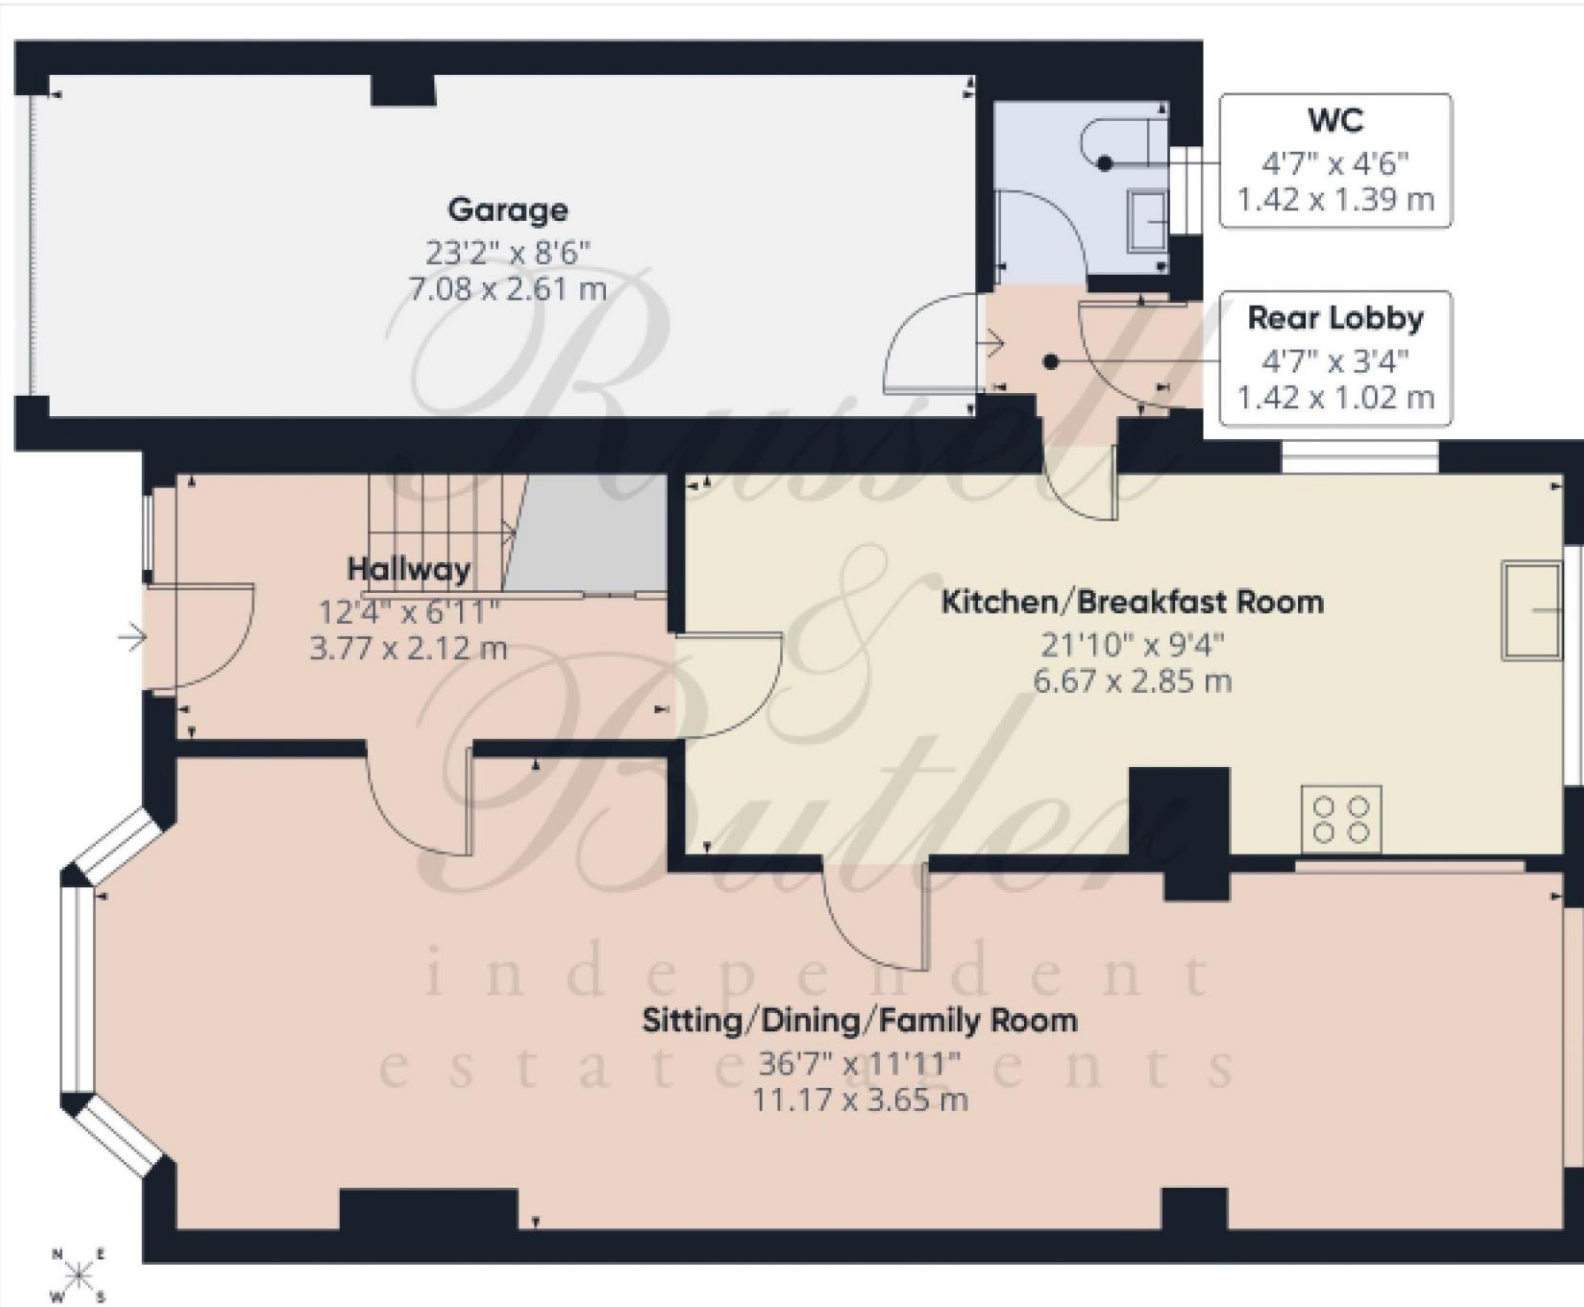 WC
4'7" x 4'6"
1.42 x 1.39 m
Garage
23'2" x 8'6"
7.08 x 2.61 m
Rear Lobby
4'7" x 3'4"
1.42 x 1.02 m
Hallway
12'4" x 6'11"
3.77 x 2.12 m
Kitchen/Breakfast Room
21'10" x 9'4"
6.67 x 2.85 m
Sitting/Dining/Family Room
36'7" x 11'11"
11.17 x 3.65 m
Russell
&
Butler
independent
estate agents
N E
W S